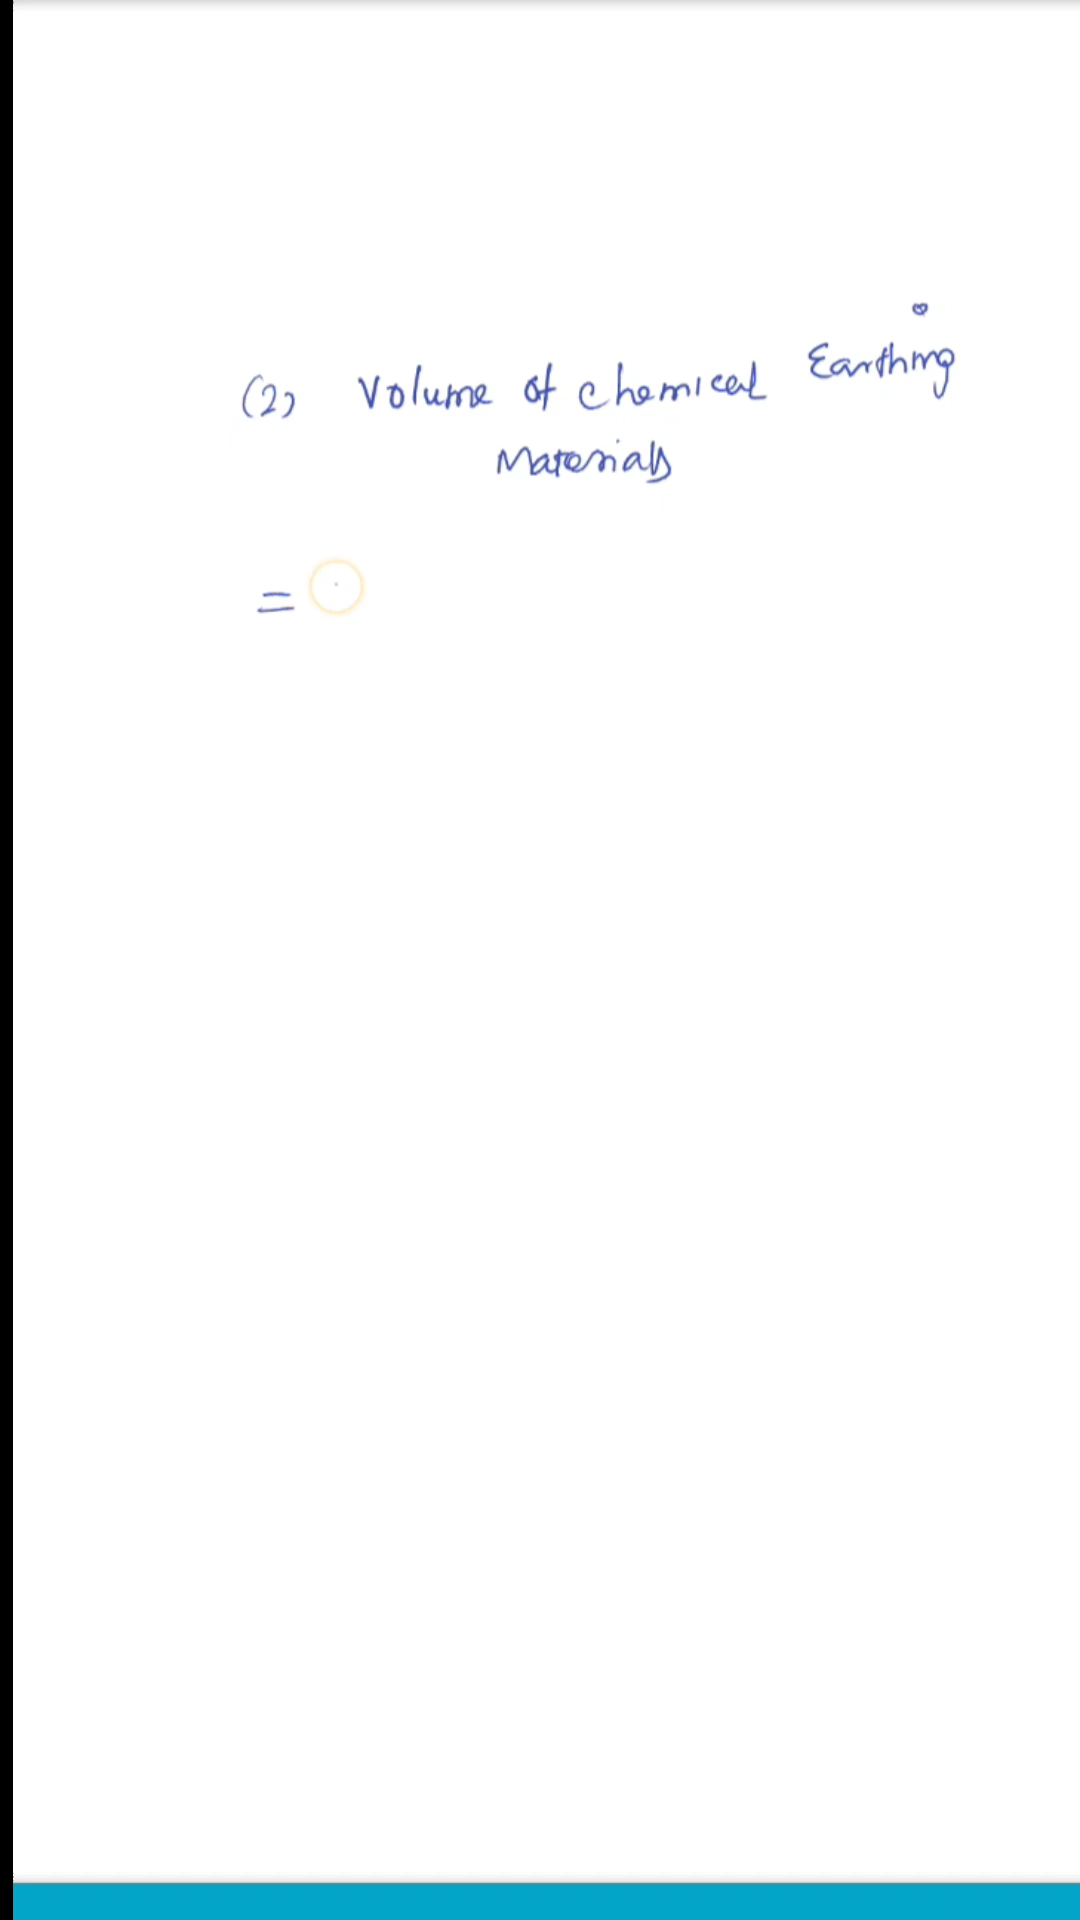 (2) Volume of chemical Earthing
Materials
=